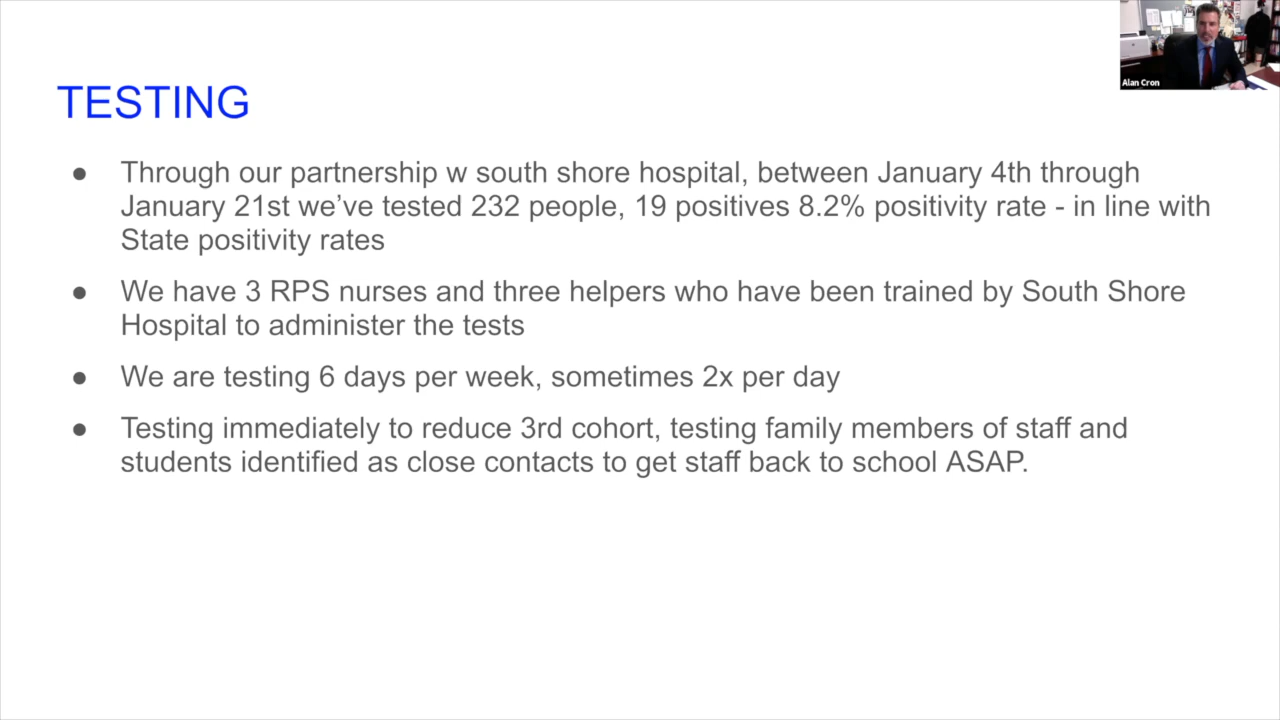 Alan Cron
TESTING
● Through our partnership w south shore hospital, between January 4th through
January 21st we've tested 232 people, 19 positives 8.2% positivity rate - in line with
State positivity rates
● We have 3 RPS nurses and three helpers who have been trained by South Shore
Hospital to administer the tests
● We are testing 6 days per week, sometimes 2x per day
● Testing immediately to reduce 3rd cohort, testing family members of staff and
students identified as close contacts to get staff back to school ASAP.